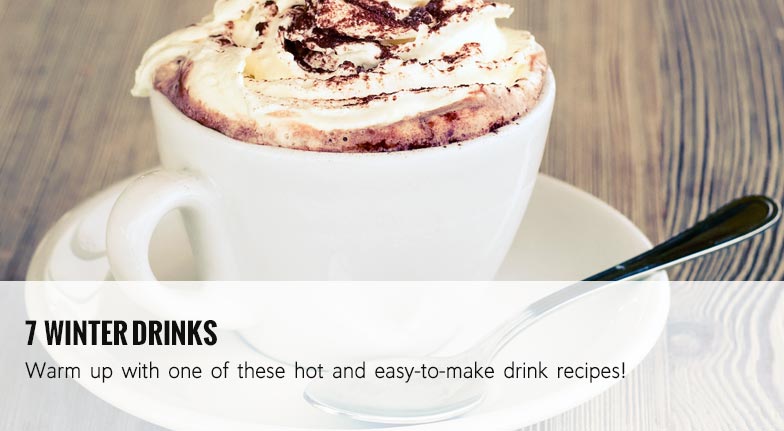 7 WINTER DRINKS
Warm up with one of these hot and easy-to-make drink recipes!